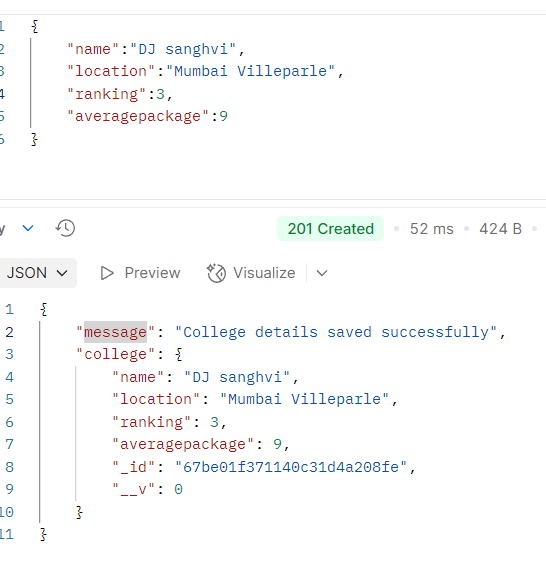 1 {
2 "name":"DJ sanghvi",
3 "location":"Mumbai Villeparle",
4 "ranking":3,
5 "averagepackage":9
6 }
y 201 Created 52 ms 424 B
JSON Preview Visualize
1 {
2 "message": "College details saved successfully",
3 "college": {
4 "name": "DJ sanghvi",
5 "location": "Mumbai Villeparle",
6 "ranking": 3,
7 "averagepackage": 9,
8 "_id": "67be01f371140c31d4a208fe",
9 "__v": 0
10 }
11 }